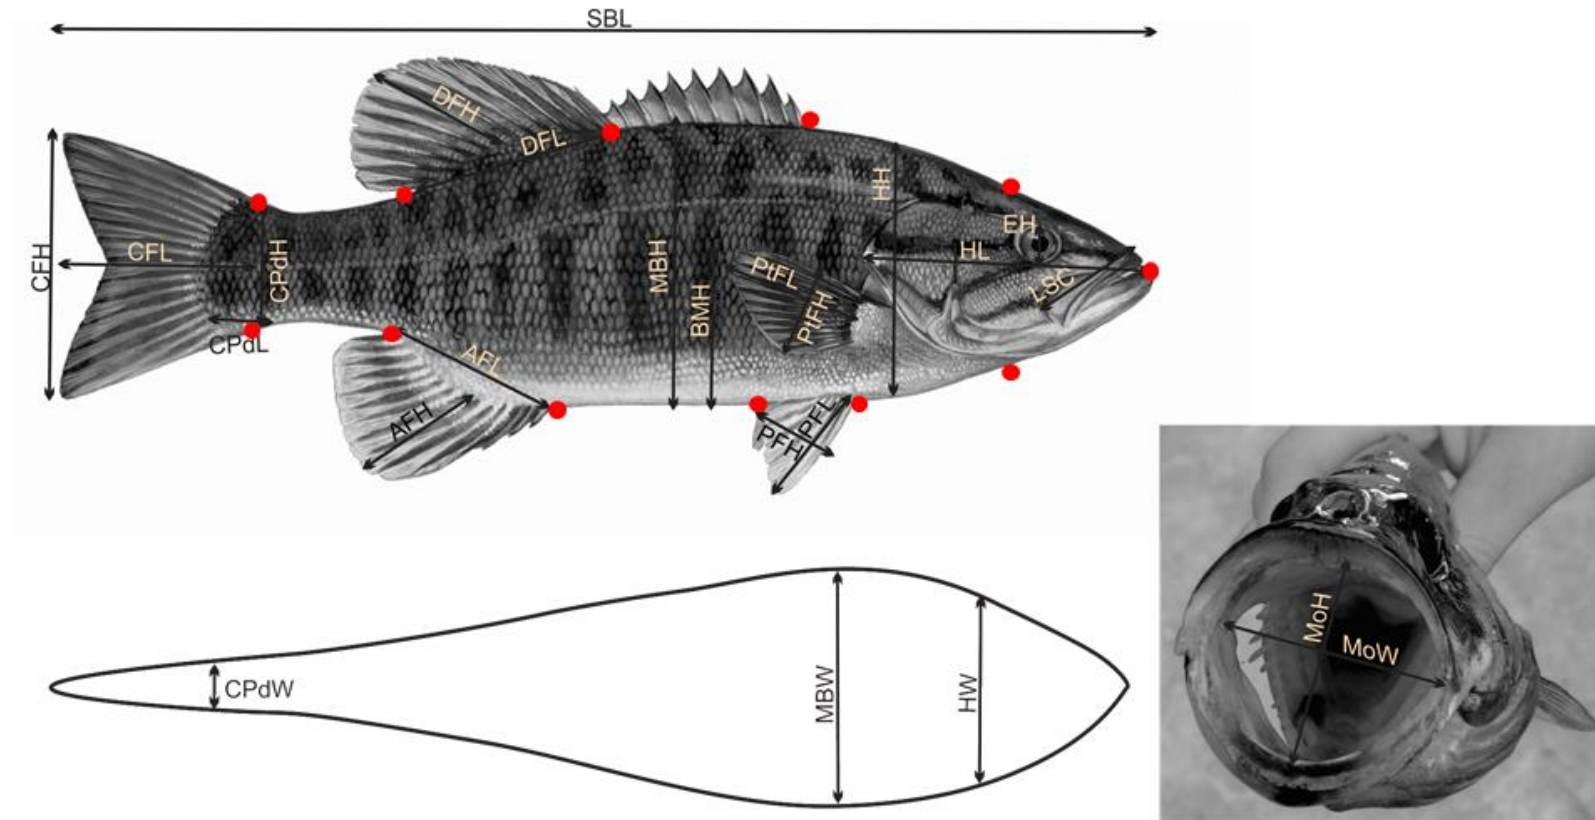 SBL
DFH
DFL
HH
EH
CFH
CFL
CPdH
MBH
PtFL
HL
BMH
PtFH
LSC
CPdL
AFL
AFH
PFL
PFH
CPdW
MBW
HW
MoH
MoW